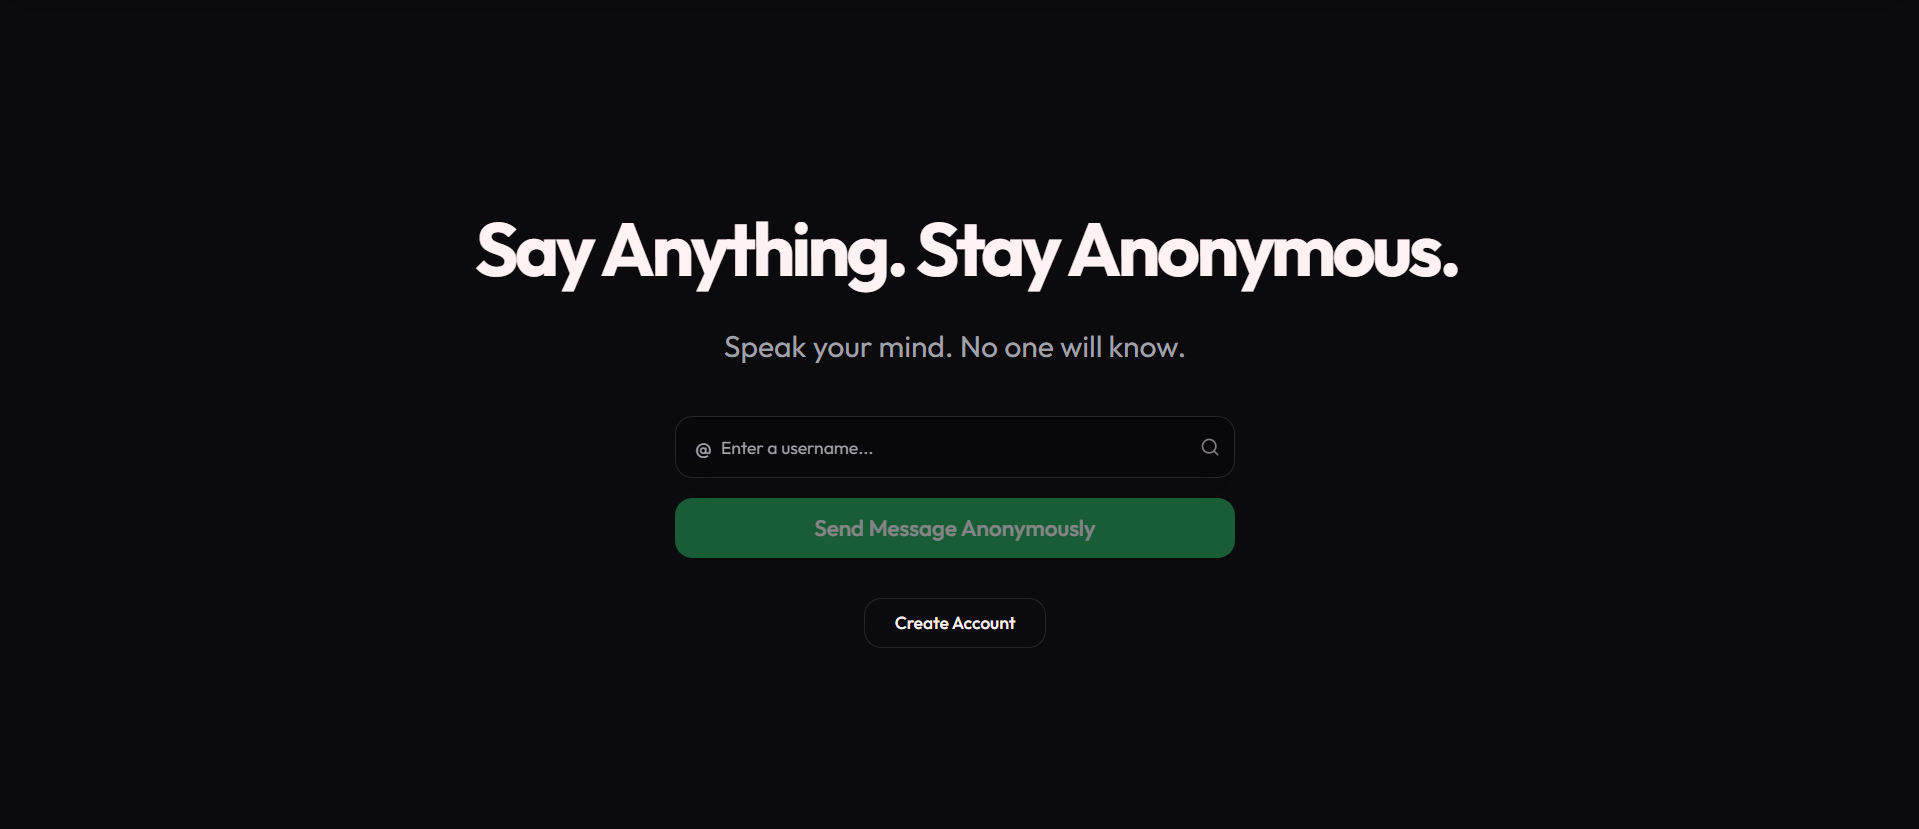 Say Anything. Stay Anonymous.
Speak your mind. No one will know.
@ Enter a username...
Send Message Anonymously
Create Account